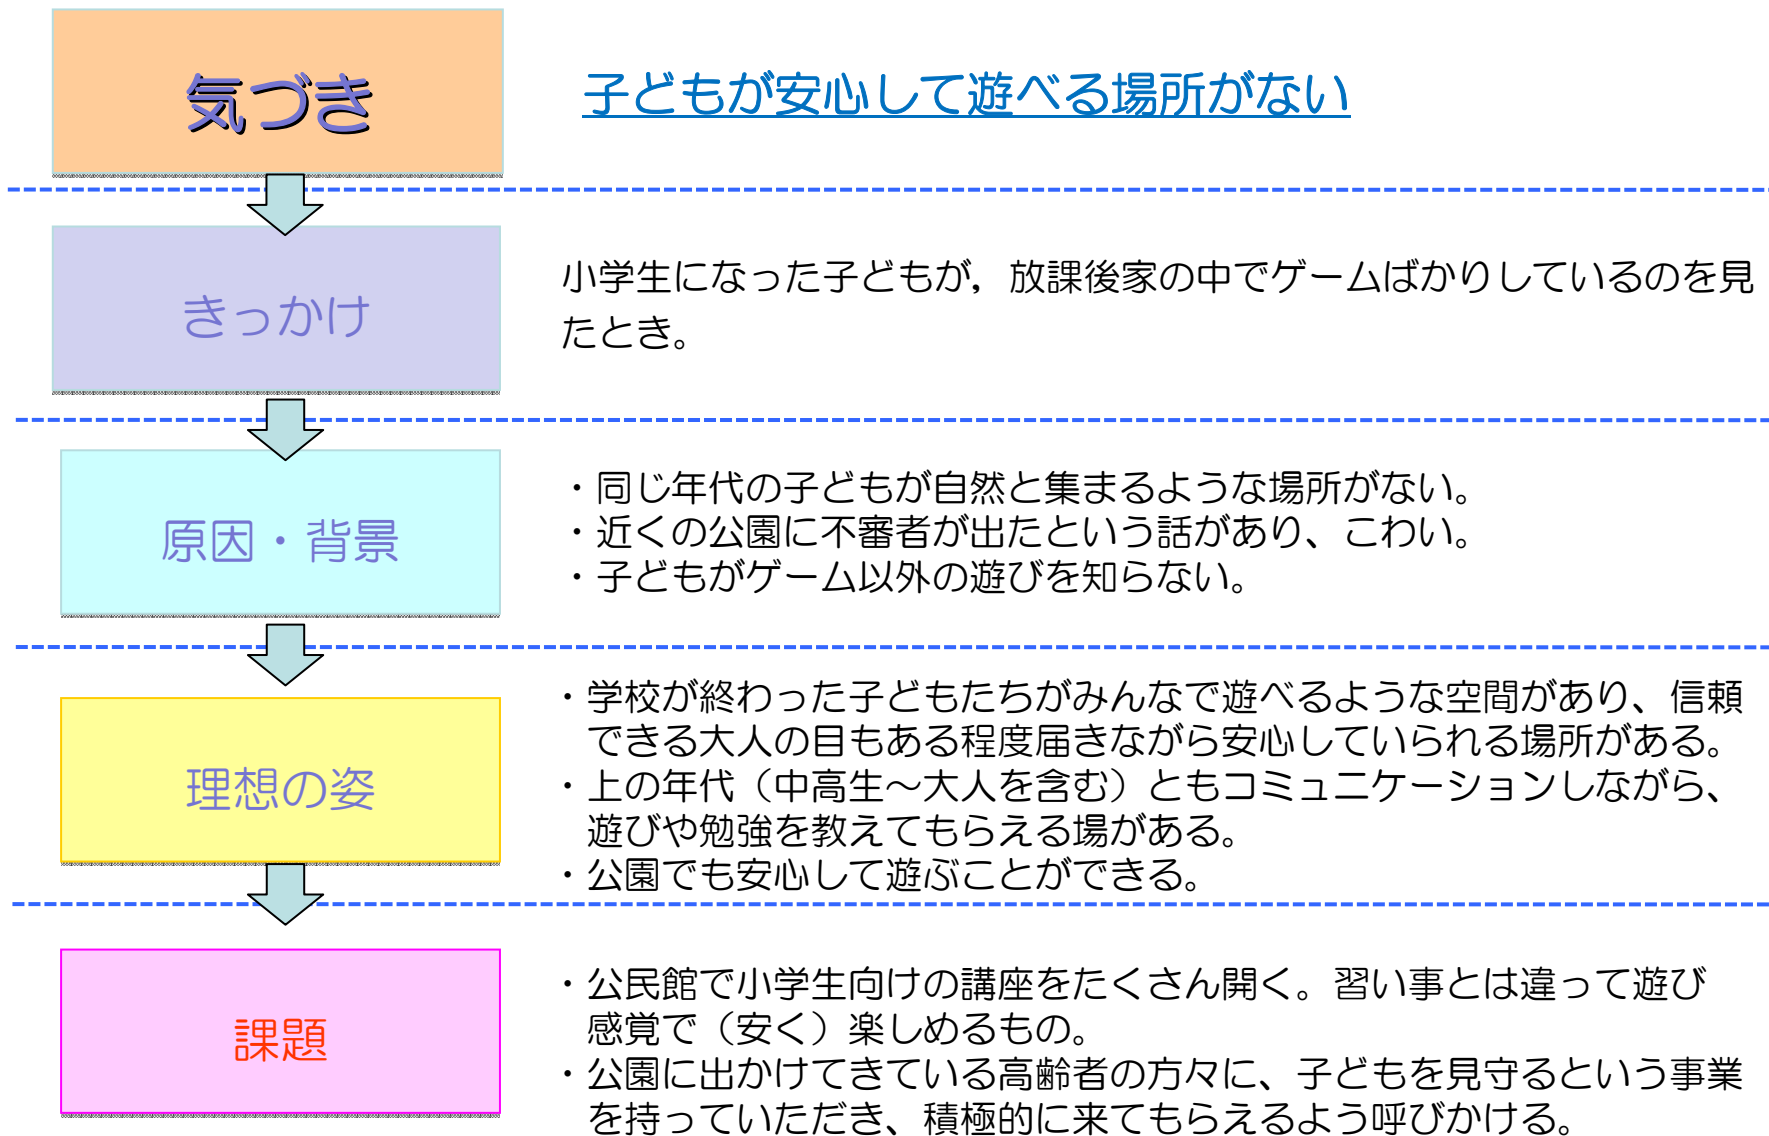 気づき
子どもが安心して遊べる場所がない
きっかけ
小学生になった子どもが，放課後家の中でゲームばかりしているのを見
たとき。
原因・背景
・同じ年代の子どもが自然と集まるような場所がない。
・近くの公園に不審者が出たという話があり、こわい。
・子どもがゲーム以外の遊びを知らない。
理想の姿
・学校が終わった子どもたちがみんなで遊べるような空間があり、信頼
できる大人の目もある程度届きながら安心していられる場所がある。
・上の年代（中高生～大人を含む）ともコミュニケーションしながら、
遊びや勉強を教えてもらえる場がある。
・公園でも安心して遊ぶことができる。
課題
・公民館で小学生向けの講座をたくさん開く。習い事とは違って遊び
感覚で（安く）楽しめるもの。
・公園に出かけてきている高齢者の方々に、子どもを見守るという事業
を持っていただき、積極的に来てもらえるよう呼びかける。